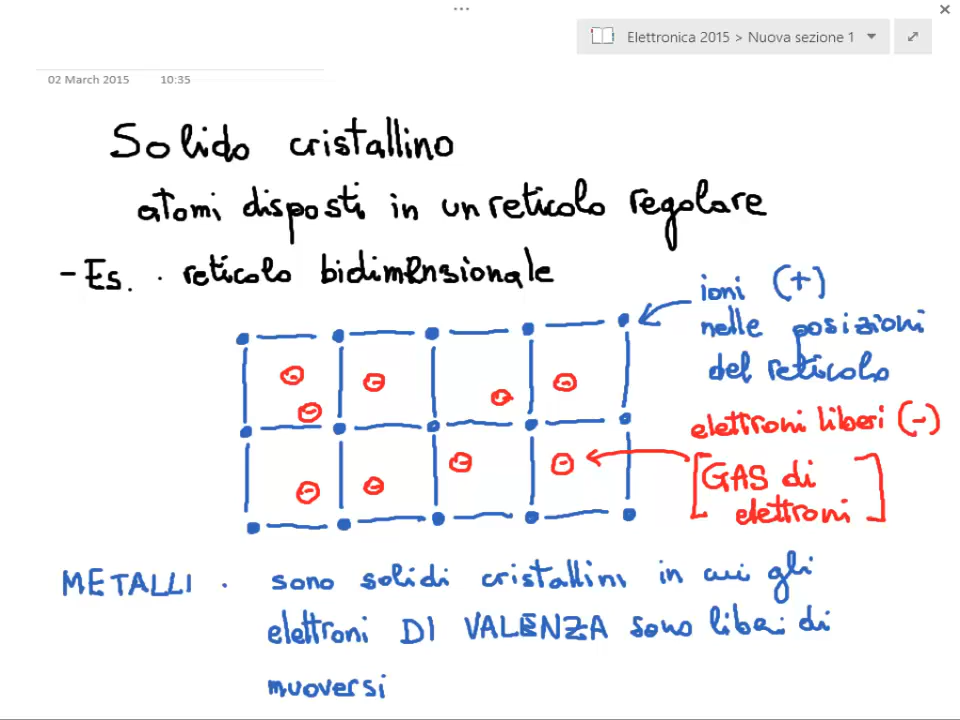 Elettronica 2015 > Nuova sezione 1
02 March 2015 10:35
Solido cristallino
atomi disposti in un reticolo regolare
- Es. · reticolo bidimensionale
ioni (+)
nelle posizioni
del reticolo
elettroni liberi (-)
[GAS di
elettroni]
METALLI · sono solidi cristallini in cui gli
elettroni DI VALENZA sono liberi di
muoversi